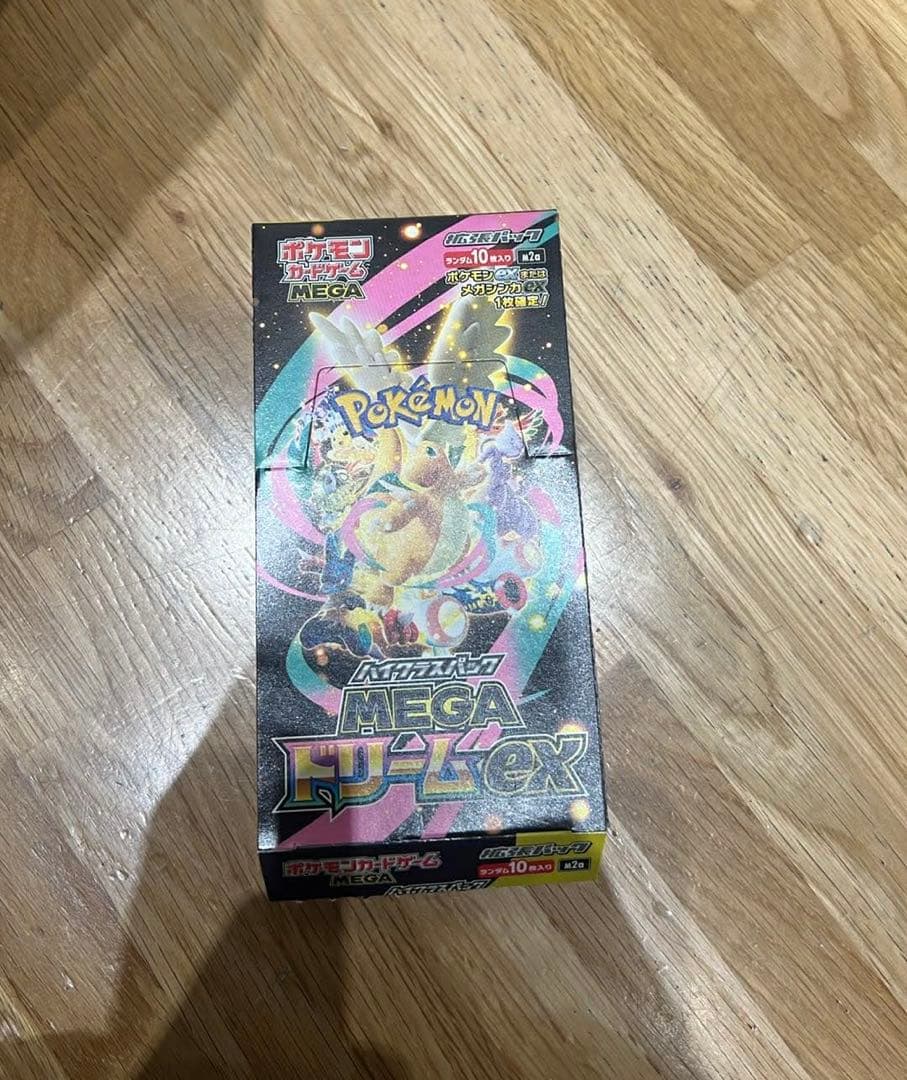 ポケモン
カードゲーム
MEGA
拡張パック
ランダム10枚入り M2a
ポケモンexまたは
メガシンカex
1枚確定!
POKéMON
ハイクラスパック
MEGA
ドリームex
ポケモンカードゲーム
MEGA
拡張パック
ランダム10枚入り M2a
ハイクラスパック